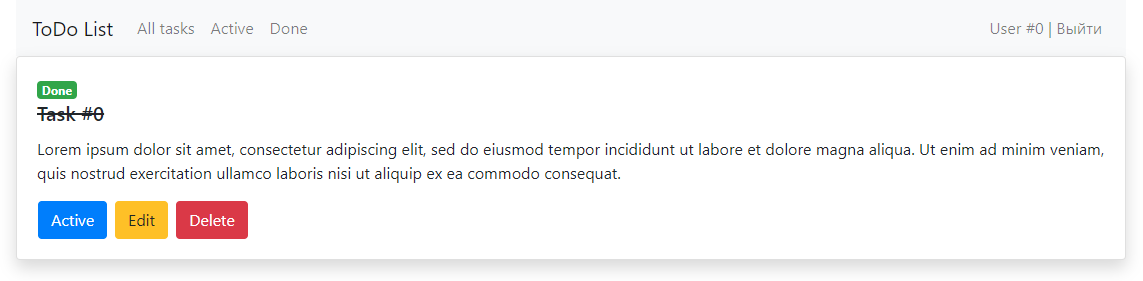 ToDo List All tasks Active Done User #0 | Выйти
Done
Task #0
Lorem ipsum dolor sit amet, consectetur adipiscing elit, sed do eiusmod tempor incididunt ut labore et dolore magna aliqua. Ut enim ad minim veniam,
quis nostrud exercitation ullamco laboris nisi ut aliquip ex ea commodo consequat.
Active Edit Delete